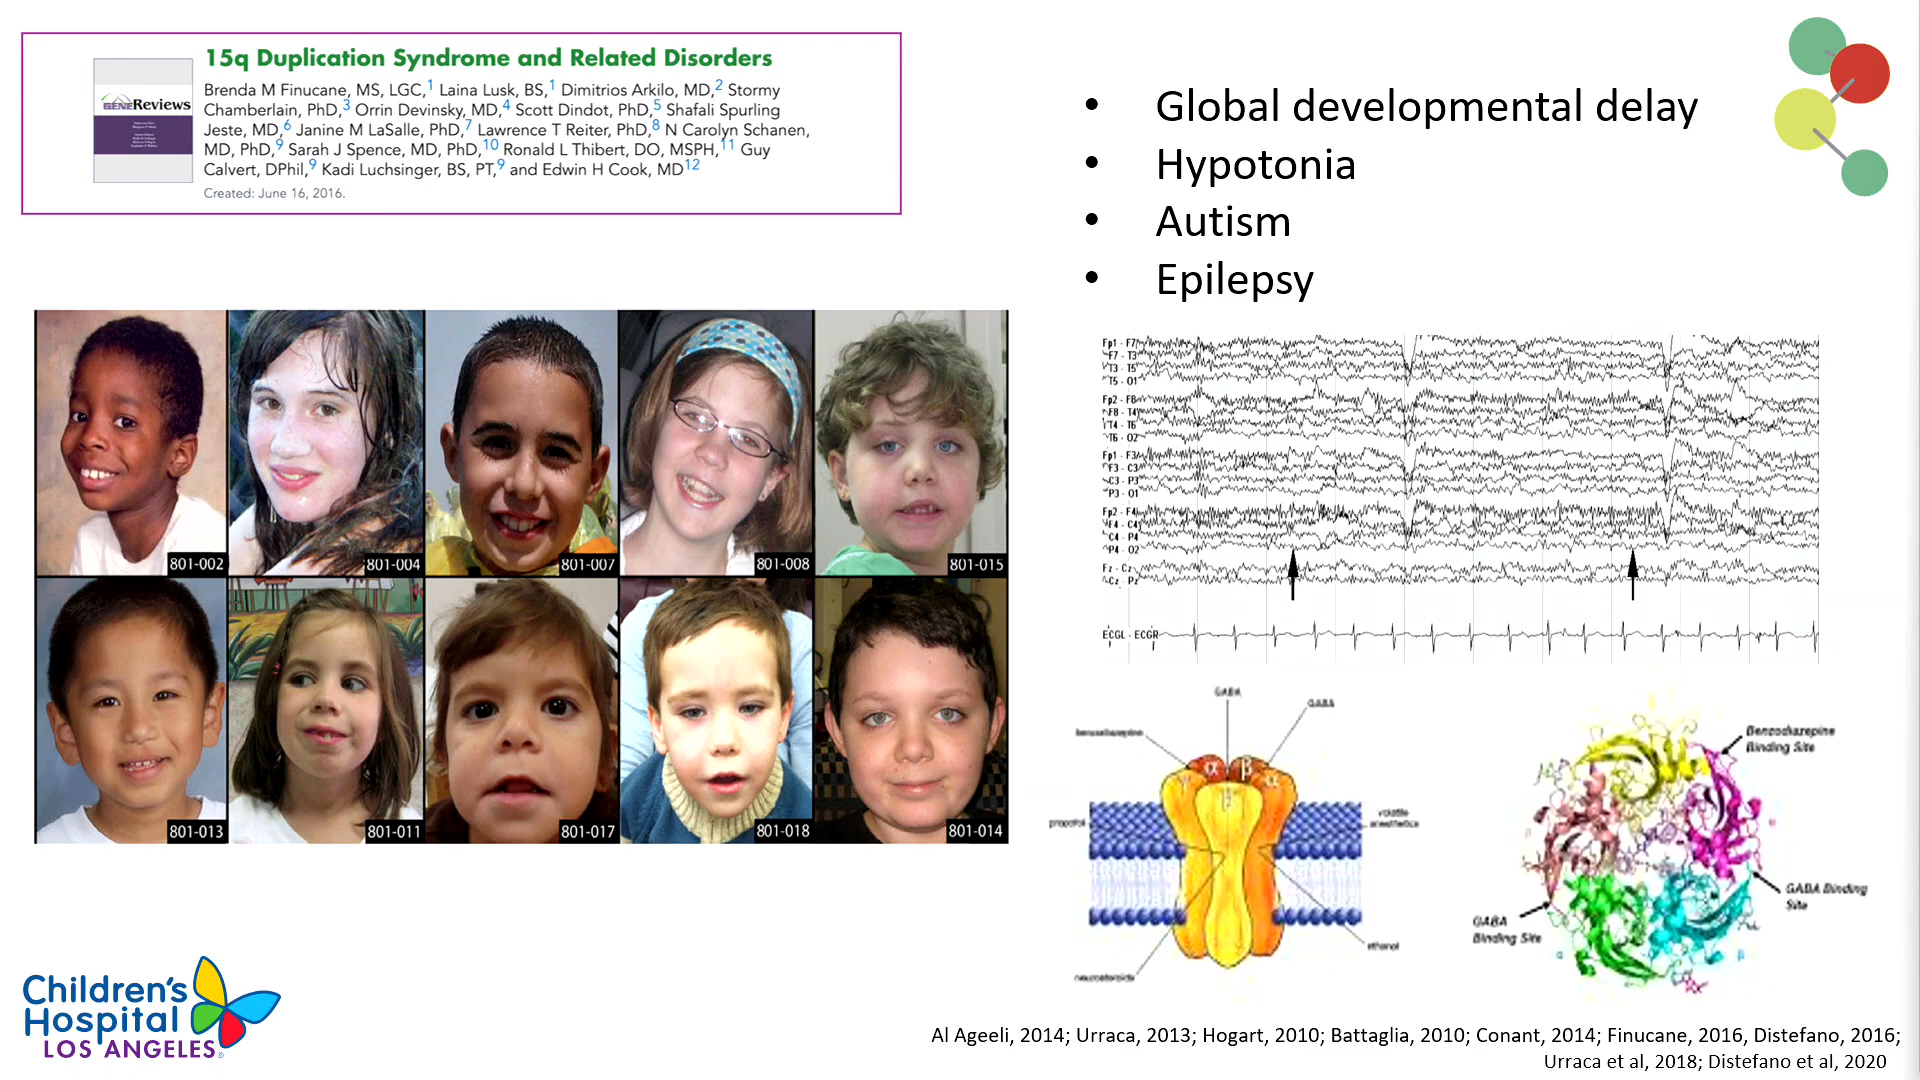 15q Duplication Syndrome and Related Disorders
GENEReviews
Brenda M Finucane, MS, LGC,1 Laina Lusk, BS,1 Dimitrios Arkilo, MD,2 Stormy
Chamberlain, PhD,3 Orrin Devinsky, MD,4 Scott Dindot, PhD,5 Shafali Spurling
Jeste, MD,6 Janine M LaSalle, PhD,7 Lawrence T Reiter, PhD,8 N Carolyn Schanen,
MD, PhD,9 Sarah J Spence, MD, PhD,10 Ronald L Thibert, DO, MSPH,11 Guy
Calvert, DPhil,9 Kadi Luchsinger, BS, PT,9 and Edwin H Cook, MD12
Created: June 16, 2016.
• Global developmental delay
• Hypotonia
• Autism
• Epilepsy
801-002
801-004
801-007
801-008
801-015
801-013
801-011
801-017
801-018
801-014
Fp1 - F7
F7 - T3
T3 - T5
T5 - O1
Fp2 - F8
F8 - T4
T4 - T6
T6 - O2
Fp1 - F3
F3 - C3
C3 - P3
P3 - O1
Fp2 - F4
F4 - C4
C4 - P4
P4 - O2
Fz - Cz
Cz - Pz
ECGL - ECGR
GABA
GABA
benzodiazepine
γ
α
β
α
β
propofol
volatile
anesthetics
ethanol
neurosteroids
Benzodiazepine
Binding Site
GABA Binding
Site
GABA
Binding Site
Children's
Hospital
LOS ANGELES®
Al Ageeli, 2014; Urraca, 2013; Hogart, 2010; Battaglia, 2010; Conant, 2014; Finucane, 2016, Distefano, 2016;
Urraca et al, 2018; Distefano et al, 2020